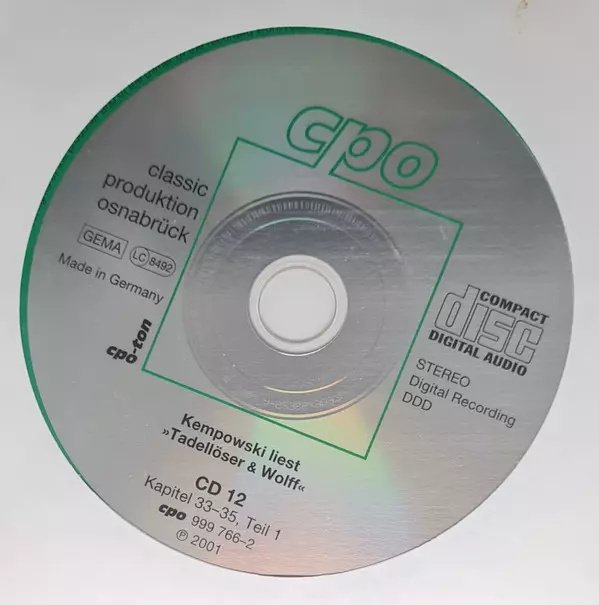 cpo
classic
produktion
osnabrück
GEMA LC 8492
Made in Germany
cpo-ton
COMPACT
disc
DIGITAL AUDIO
STEREO
Digital Recording
DDD
Kempowski liest
»Tadellöser & Wolff«
CD 12
Kapitel 33–35, Teil 1
cpo 999 766–2
℗ 2001